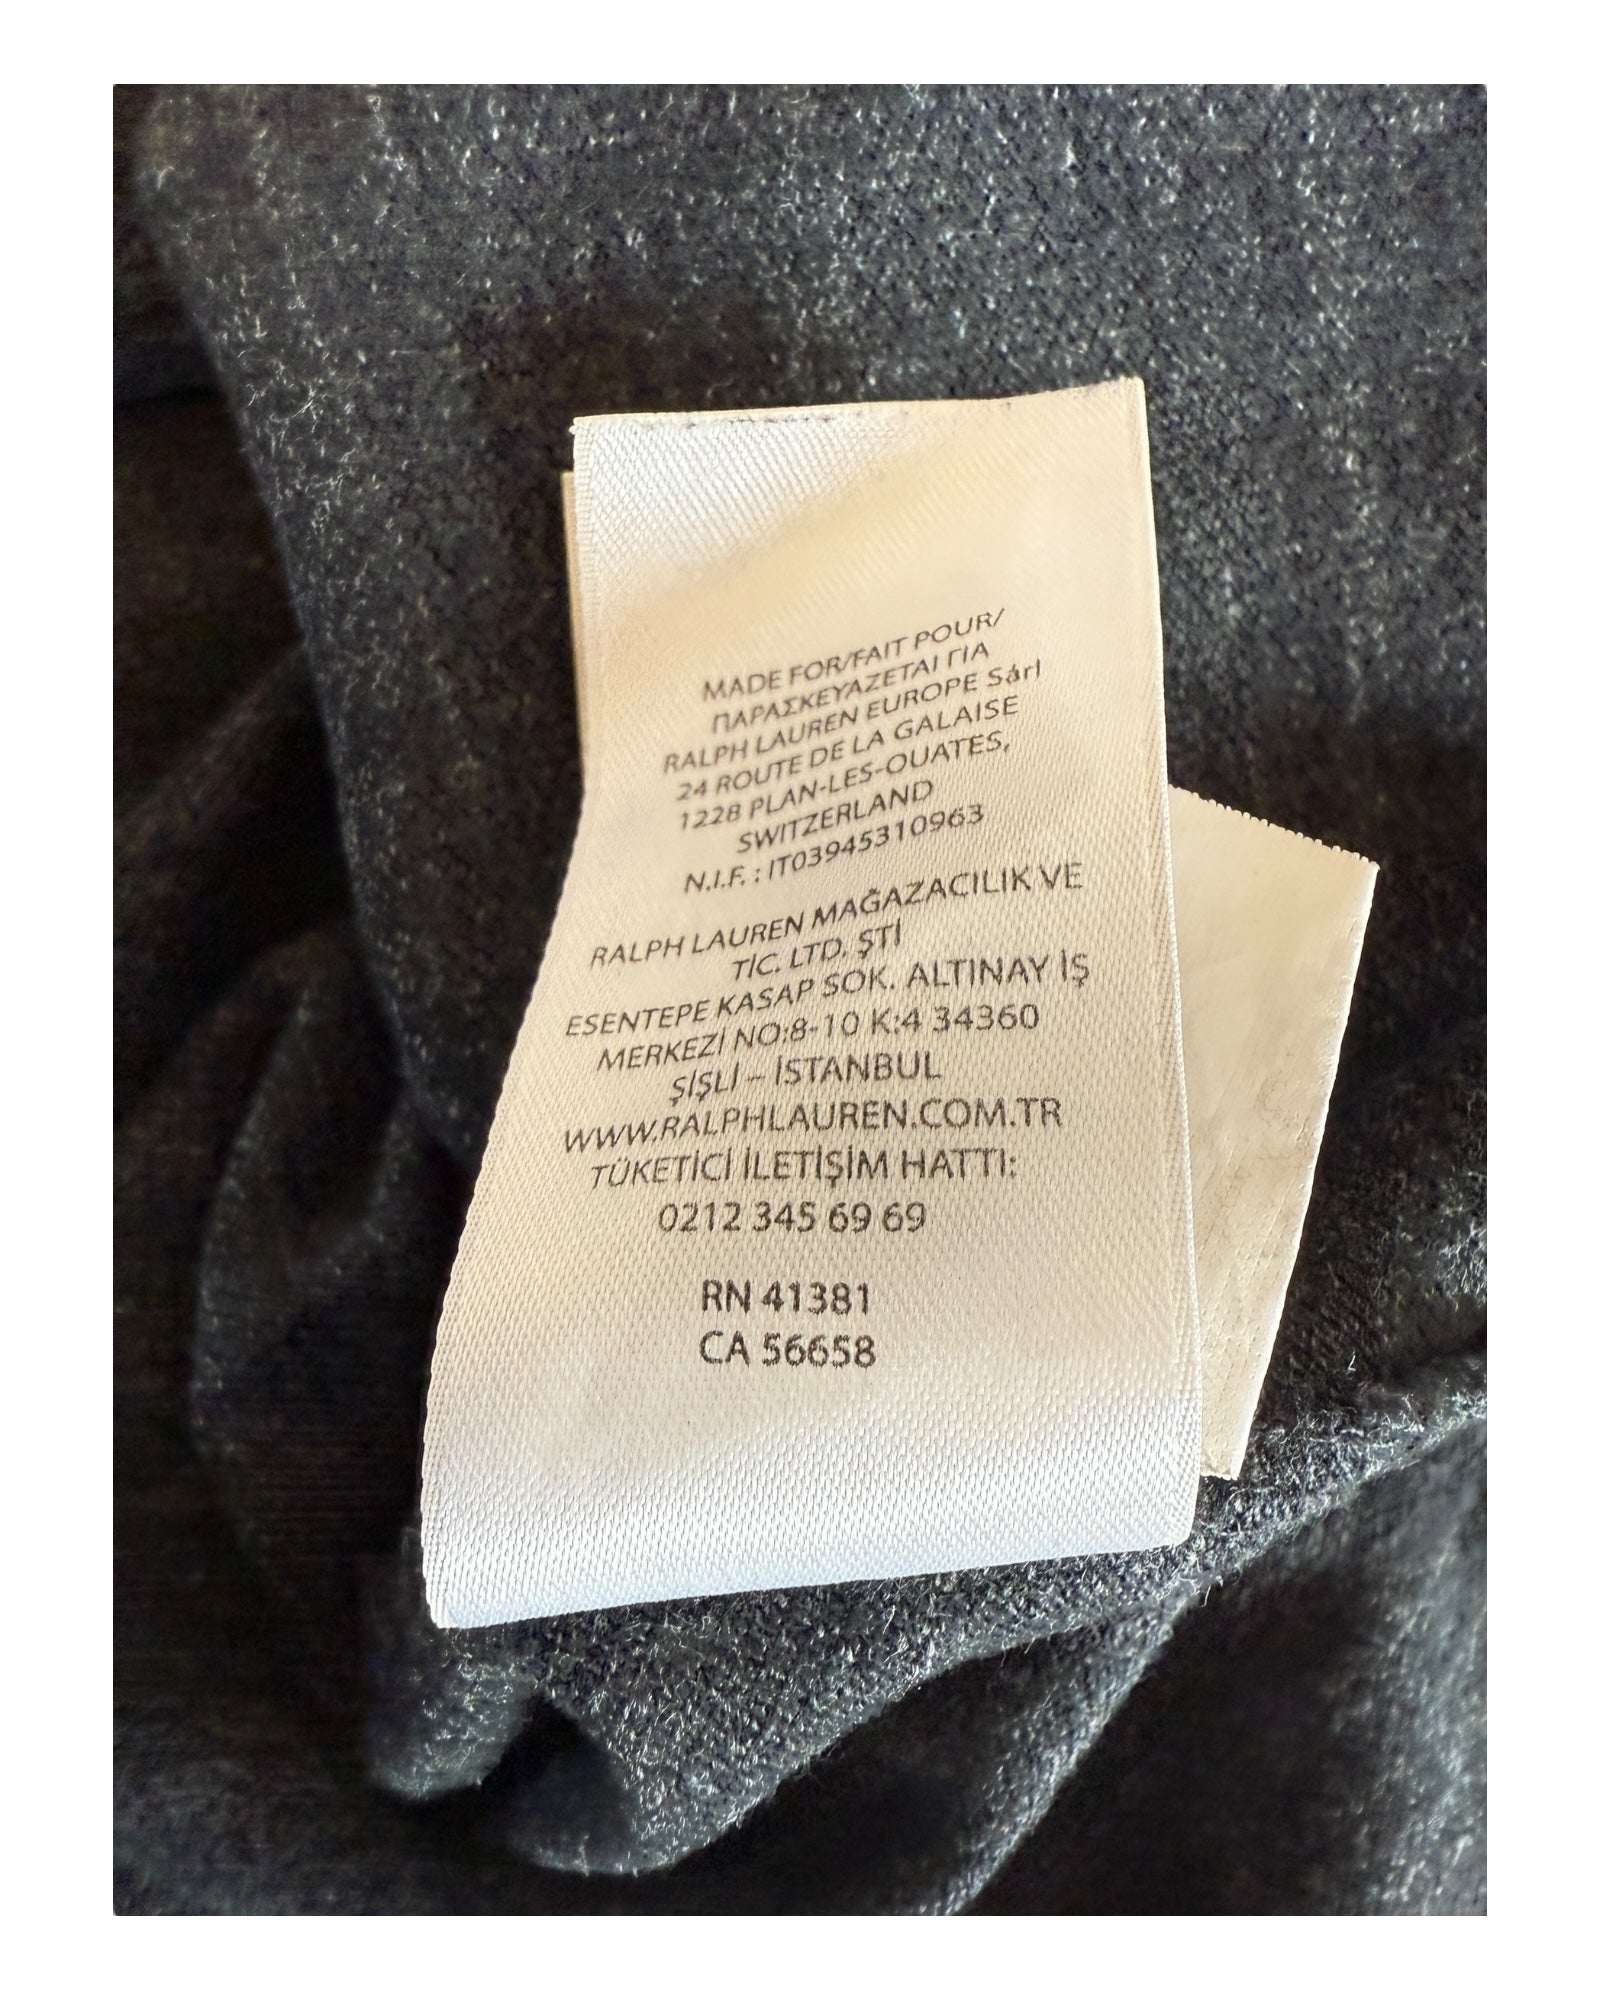 MADE FOR/FAIT POUR/
ΠΑΡΑΣΚΕΥΑΖΕΤΑΙ ΓΙΑ
RALPH LAUREN EUROPE Sárl
24 ROUTE DE LA GALAISE
1228 PLAN-LES-OUATES,
SWITZERLAND
N.I.F. : IT03945310963
RALPH LAUREN MAĞAZACILIK VE
TİC. LTD. ŞTİ
ESENTEPE KASAP SOK. ALTINAY İŞ
MERKEZİ NO:8-10 K:4 34360
ŞİŞLİ – İSTANBUL
WWW.RALPHLAUREN.COM.TR
TÜKETİCİ İLETİŞİM HATTI:
0212 345 69 69
RN 41381
CA 56658